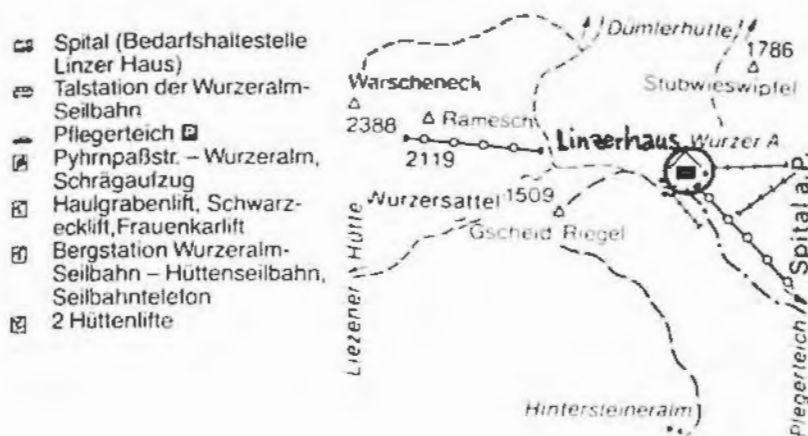 Spital (Bedarfshaltestelle
Linzer Haus)
Talstation der Wurzeralm-
Seilbahn
Pflegerteich P
Pyhrnpaßstr. – Wurzeralm,
Schrägaufzug
Haulgrabenlift, Schwarz-
ecklift,Frauenkarlift
Bergstation Wurzeralm-
Seilbahn – Hüttenseilbahn,
Seilbahntelefon
2 Hüttenlifte
Dümlerhütte
1786
Stubwieswipfel
Warscheneck
2388
Ramesch
2119
Linzerhaus
Wurzer A.
Wurzersattel 1509
Gscheid Riegel
Liezener Hütte
Spital a.P.
Plegerteich
Hintersteineralm